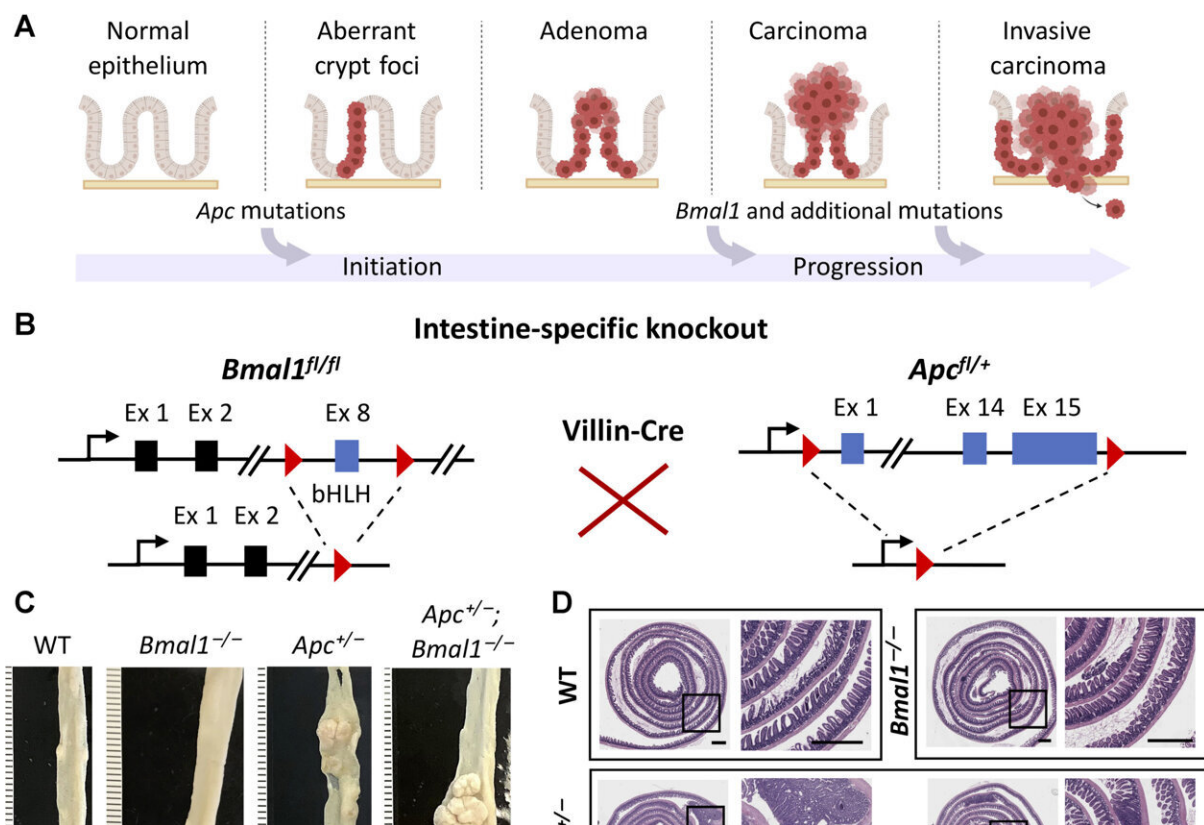 A
Normal
epithelium
Aberrant
crypt foci
Adenoma
Carcinoma
Invasive
carcinoma
Apc mutations
Bmal1 and additional mutations
Initiation
Progression
B
Intestine-specific knockout
Bmal1fl/fl
Apcfl/+
Ex 1
Ex 2
Ex 8
bHLH
Ex 1
Ex 2
Villin-Cre
Ex 1
Ex 14
Ex 15
C
WT
Bmal1−/−
Apc+/−
Apc+/−;
Bmal1−/−
D
WT
Bmal1−/−
+/−